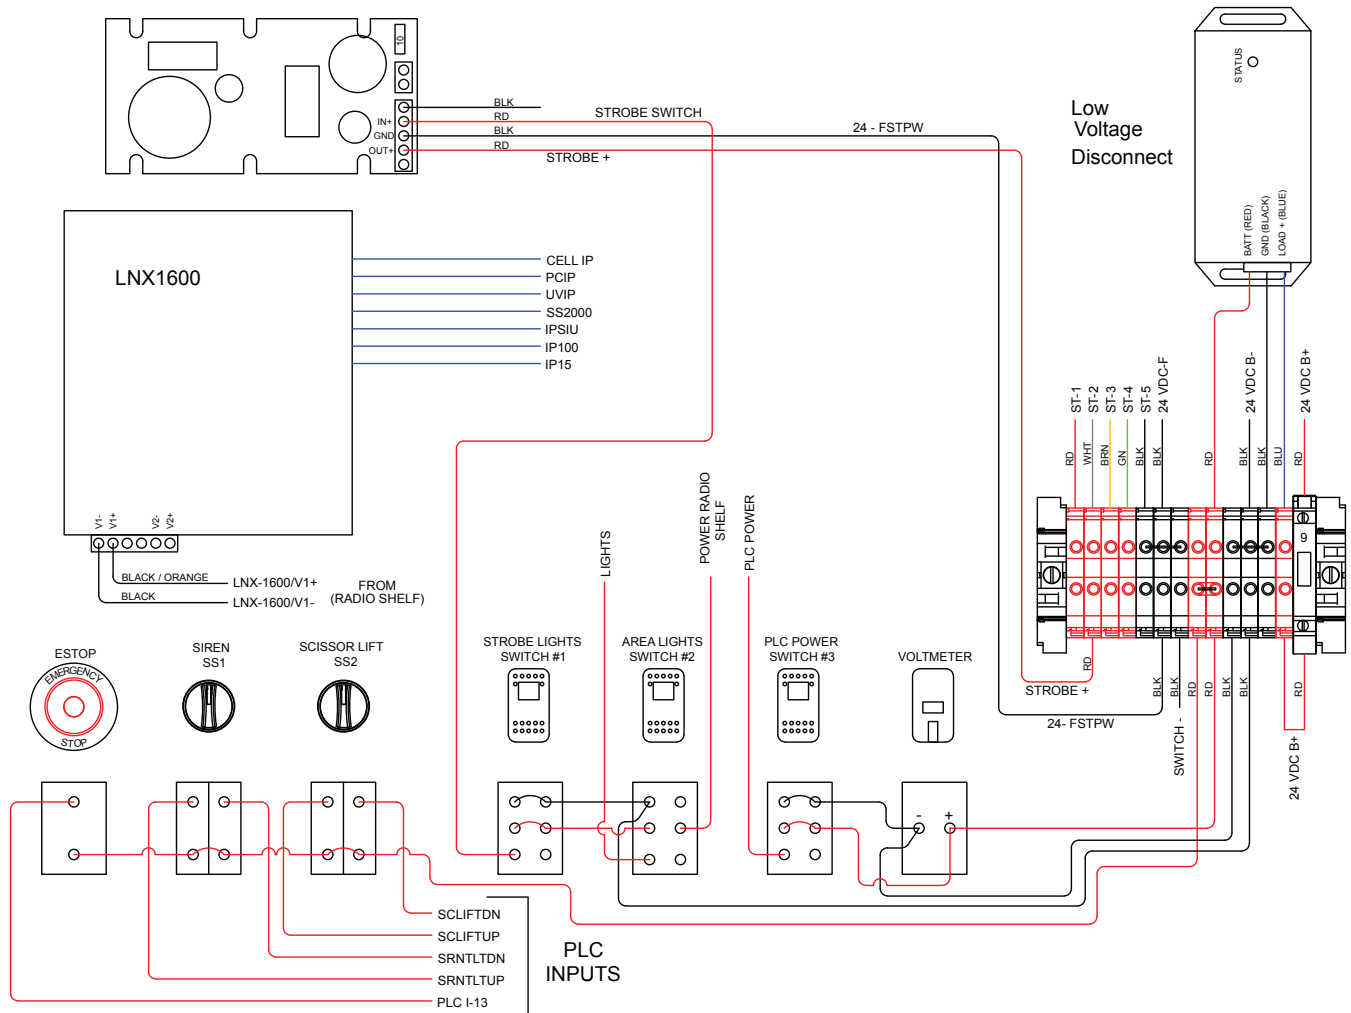 10
IN+
GND
OUT+
BLK
RD
BLK
RD
STROBE SWITCH
STROBE +
24 - FSTPW
STATUS
Low
Voltage
Disconnect
BATT (RED)
GND (BLACK)
LOAD + (BLUE)
LNX1600
CELL IP
PCIP
UVIP
SS2000
IPSIU
IP100
IP15
V1-
V1+
V2-
V2+
BLACK / ORANGE
BLACK
LNX-1600/V1+
LNX-1600/V1-
FROM
(RADIO SHELF)
ST-1
ST-2
ST-3
ST-4
ST-5
24 VDC-F
24 VDC B-
24 VDC B+
RD
WHT
BRN
GN
BLK
BLK
RD
BLK
BLK
BLU
RD
9
LIGHTS
POWER RADIO
SHELF
PLC POWER
ESTOP
EMERGENCY
STOP
SIREN
SS1
SCISSOR LIFT
SS2
STROBE LIGHTS
SWITCH #1
AREA LIGHTS
SWITCH #2
PLC POWER
SWITCH #3
VOLTMETER
RD
STROBE +
24- FSTPW
BLK
BLK
RD
RD
BLK
BLK
RD
SWITCH -
24 VDC B+
-
+
SCLIFTDN
SCLIFTUP
SRNTLTDN
SRNTLTUP
PLC I-13
PLC
INPUTS